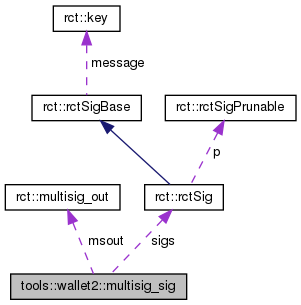 rct::key
message
rct::rctSigBase
rct::rctSigPrunable
p
rct::multisig_out
rct::rctSig
msout
sigs
tools::wallet2::multisig_sig